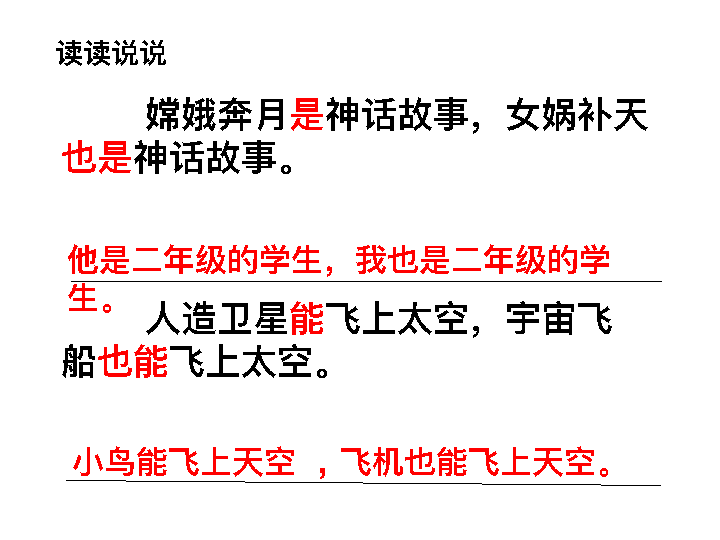 读读说说
嫦娥奔月是神话故事，女娲补天
也是神话故事。
他是二年级的学生，我也是二年级的学
生。
人造卫星能飞上太空，宇宙飞
船也能飞上太空。
小鸟能飞上天空 ，飞机也能飞上天空。